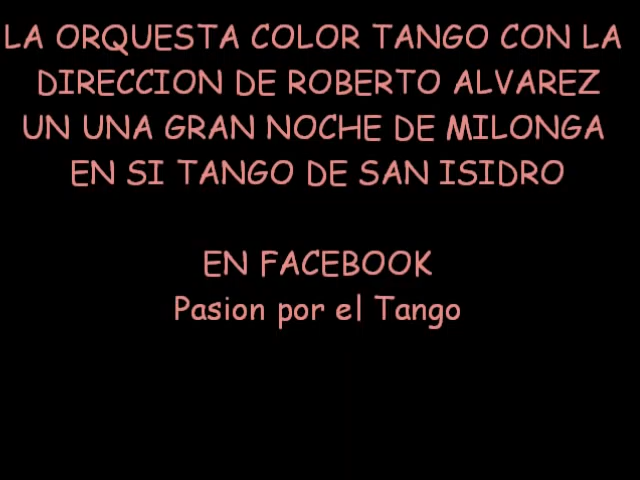 LA ORQUESTA COLOR TANGO CON LA
DIRECCION DE ROBERTO ALVAREZ
UN UNA GRAN NOCHE DE MILONGA
EN SI TANGO DE SAN ISIDRO
EN FACEBOOK
Pasion por el Tango